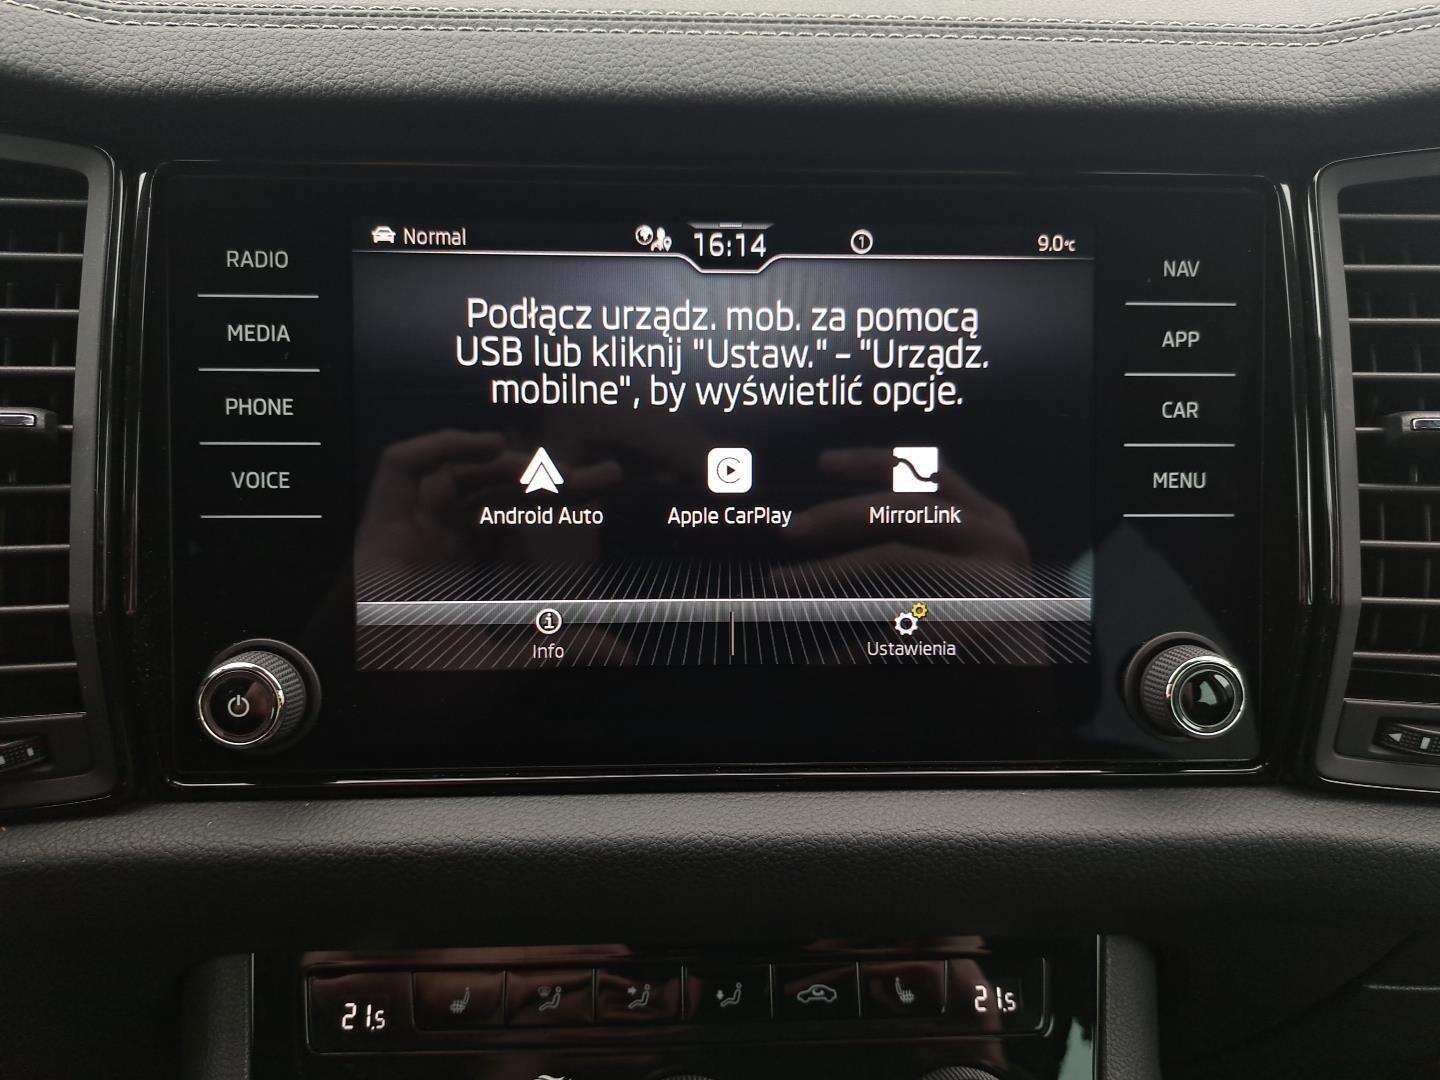 Normal
16:14
1
9.0°C
RADIO
MEDIA
PHONE
VOICE
Podłącz urządz. mob. za pomocą
USB lub kliknij "Ustaw." – "Urządz.
mobilne", by wyświetlić opcje.
Android Auto
Apple CarPlay
MirrorLink
Info
Ustawienia
NAV
APP
CAR
MENU
21,5
21,5